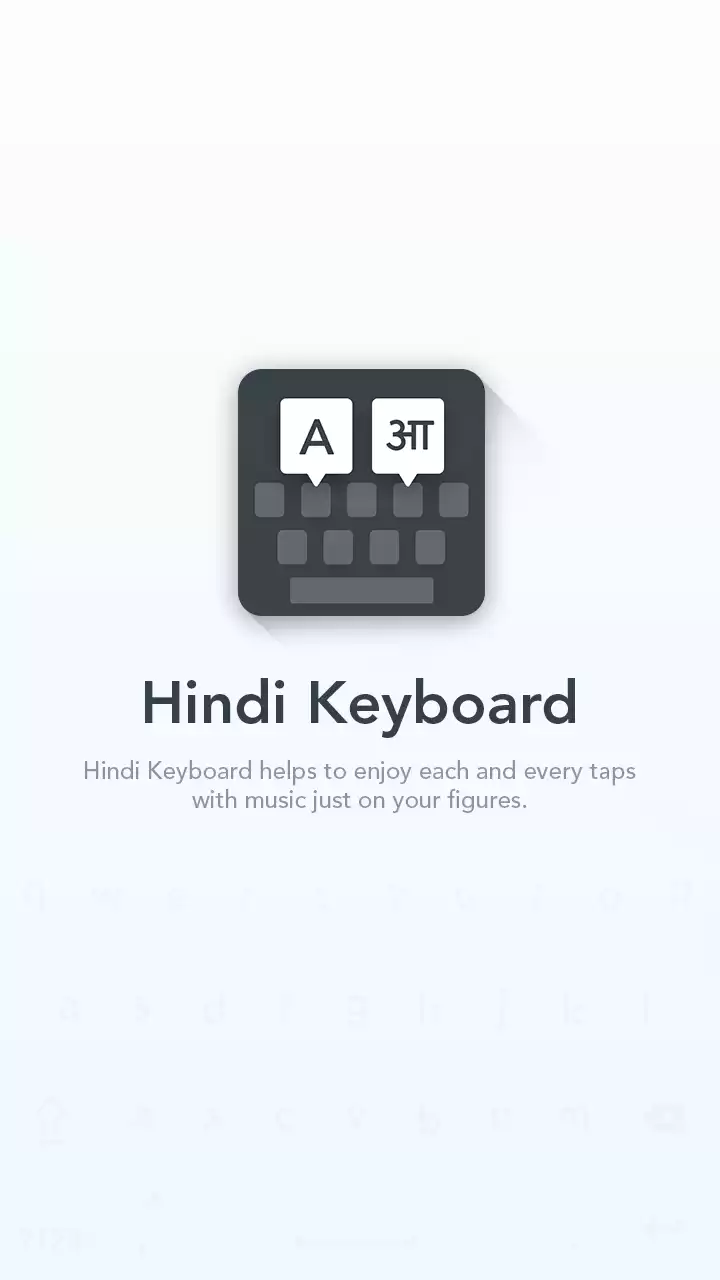 A आ
Hindi Keyboard
Hindi Keyboard helps to enjoy each and every taps
with music just on your figures.
a s d f g h j k l